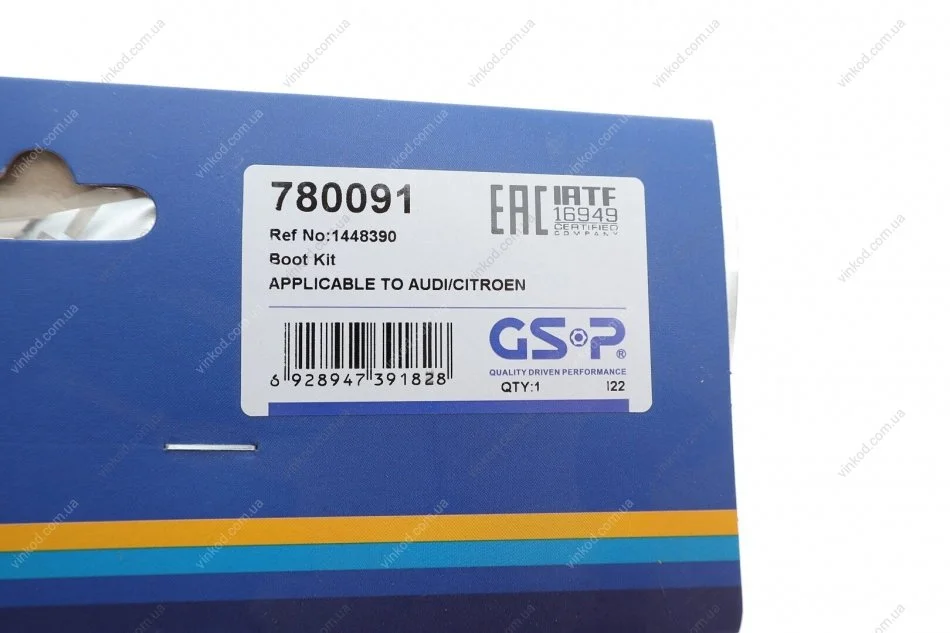 780091
EAC
IATF
16949
CERTIFIED
COMPANY
Ref No:1448390
Boot Kit
APPLICABLE TO AUDI/CITROEN
6 928947 391828
GSP®
QUALITY DRIVEN PERFORMANCE
QTY:1 I22
vinkod.com.ua